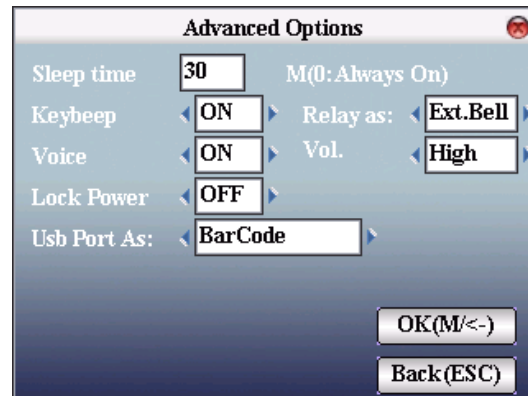 Advanced Options
Sleep time 30 M(0:Always On)
Keybeep ON Relay as: Ext.Bell
Voice ON Vol. High
Lock Power OFF
Usb Port As: BarCode
OK(M/<-)
Back(ESC)